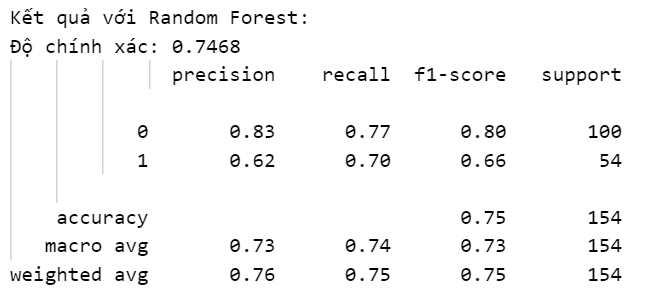 Kết quả với Random Forest:
Độ chính xác: 0.7468
precision recall f1-score support
0 0.83 0.77 0.80 100
1 0.62 0.70 0.66 54
accuracy 0.75 154
macro avg 0.73 0.74 0.73 154
weighted avg 0.76 0.75 0.75 154